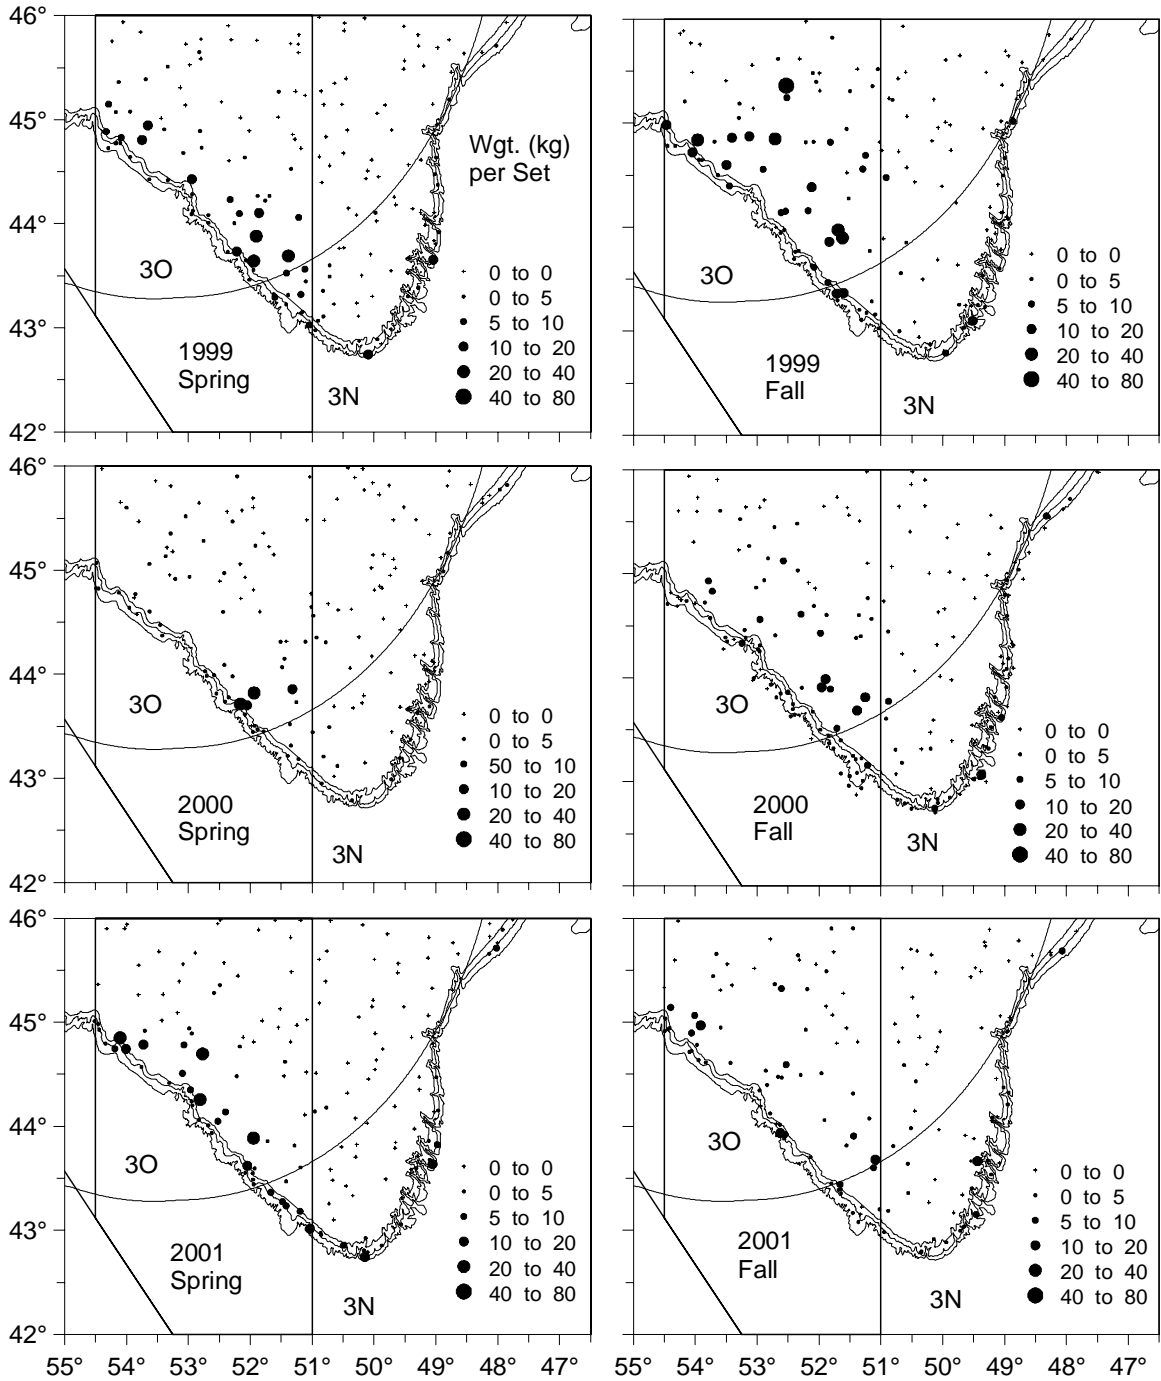 46°
45°
44°
43°
42°
Wgt. (kg)
per Set
3O
1999
Spring
3N
0 to 0
0 to 5
5 to 10
10 to 20
20 to 40
40 to 80
3O
1999
Fall
3N
0 to 0
0 to 5
5 to 10
10 to 20
20 to 40
40 to 80
46°
45°
44°
43°
42°
3O
2000
Spring
3N
0 to 0
0 to 5
50 to 10
10 to 20
20 to 40
40 to 80
3O
2000
Fall
3N
0 to 0
0 to 5
5 to 10
10 to 20
20 to 40
40 to 80
46°
45°
44°
43°
42°
3O
2001
Spring
3N
0 to 0
0 to 5
5 to 10
10 to 20
20 to 40
40 to 80
3O
2001
Fall
3N
0 to 0
0 to 5
5 to 10
10 to 20
20 to 40
40 to 80
55° 54° 53° 52° 51° 50° 49° 48° 47°
55° 54° 53° 52° 51° 50° 49° 48° 47°